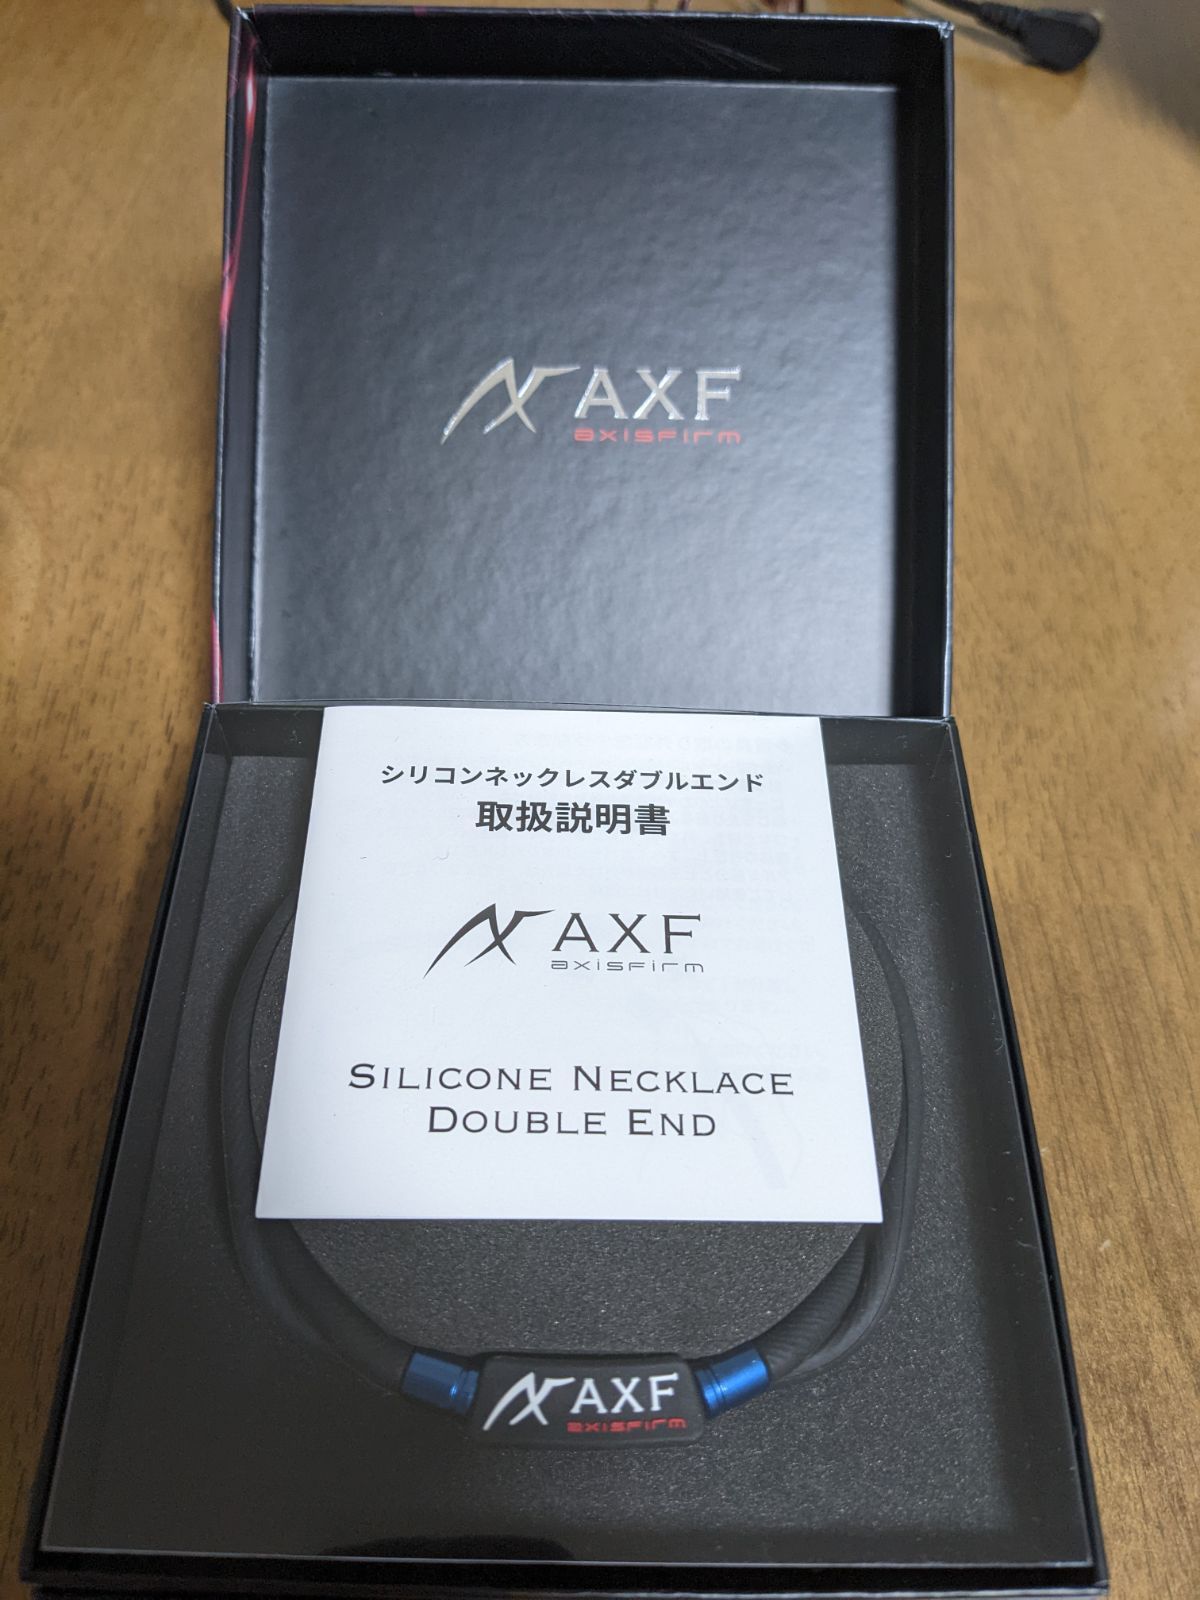 AXF
axisfirm
シリコンネックレスダブルエンド
取扱説明書
AXF
axisfirm
SILICONE NECKLACE
DOUBLE END
AXF
axisfirm